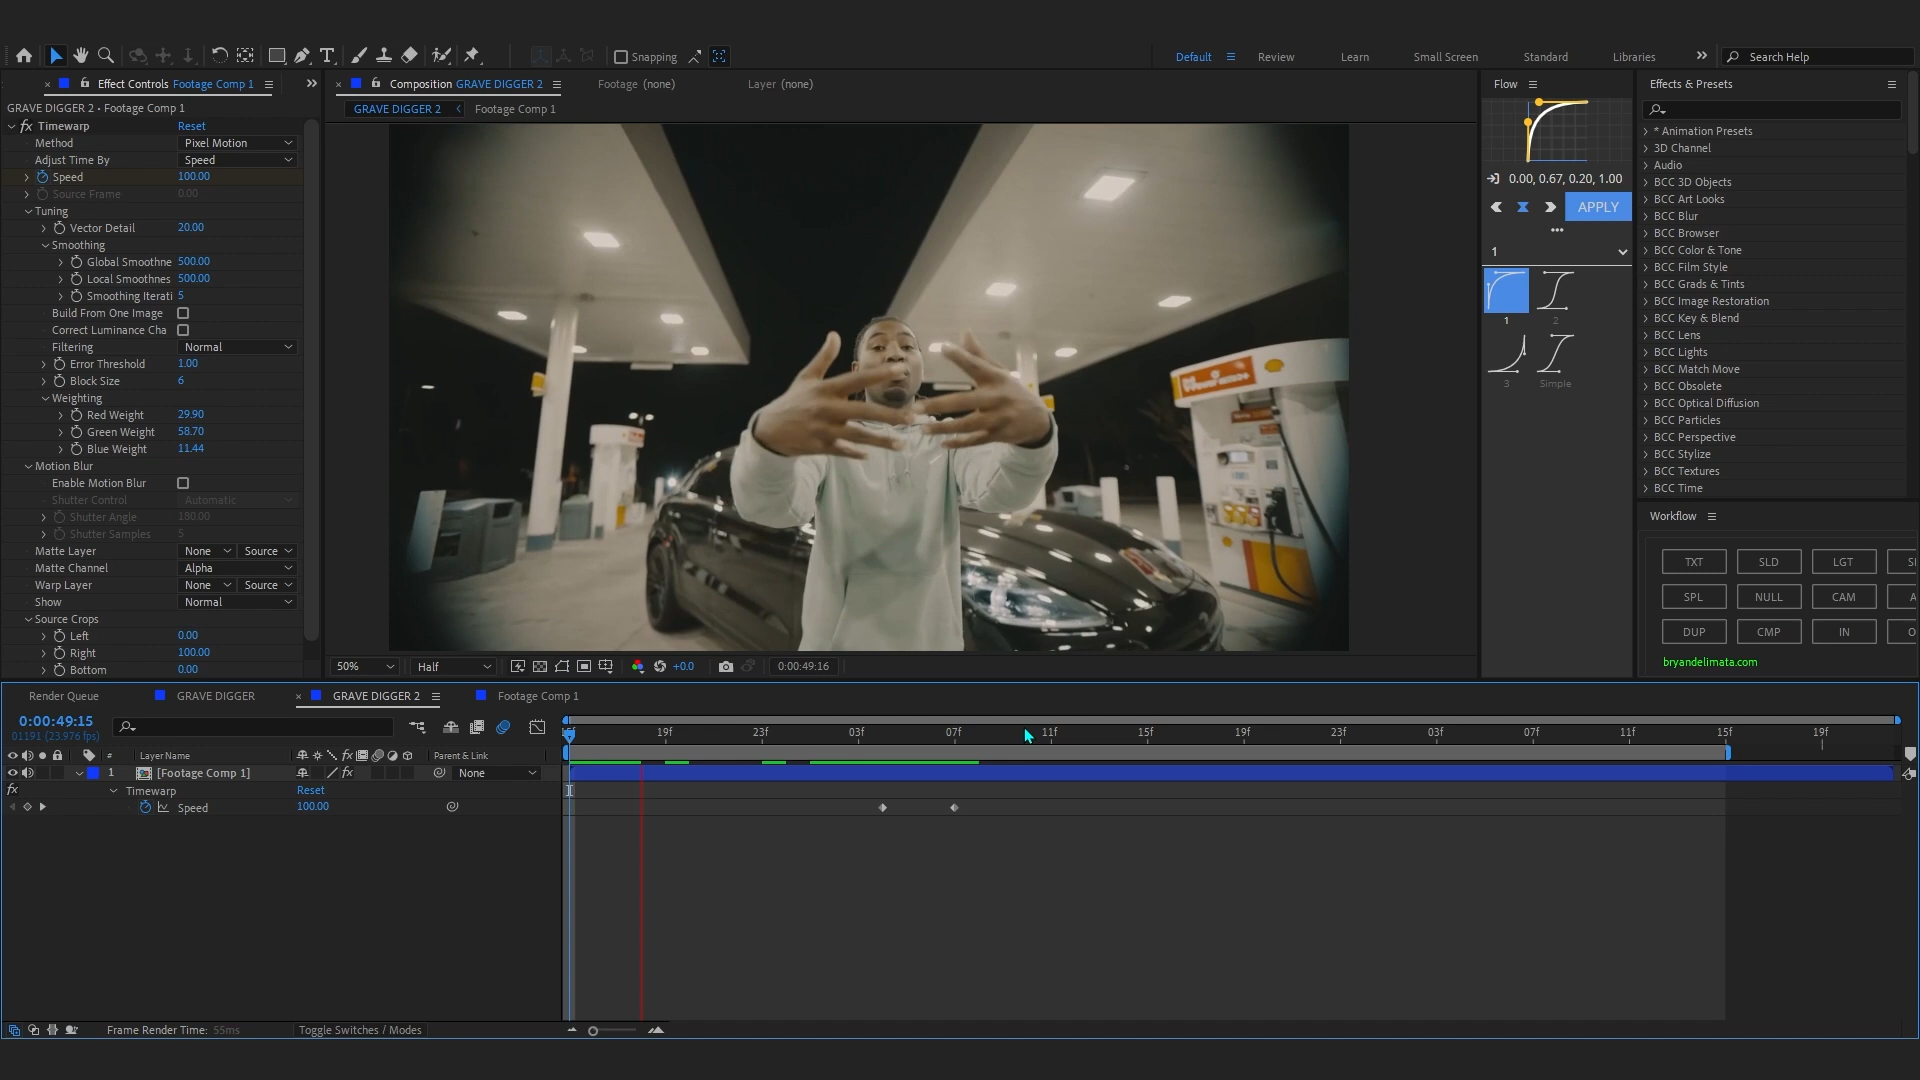 Snapping
Default
Review
Learn
Small Screen
Standard
Libraries
Search Help
Effect Controls Footage Comp 1
Composition GRAVE DIGGER 2
Footage (none)
Layer (none)
Flow
Effects & Presets
GRAVE DIGGER 2 • Footage Comp 1
GRAVE DIGGER 2
Footage Comp 1
fx Timewarp Reset
Method Pixel Motion
Adjust Time By Speed
Speed 100.00
Source Frame 0.00
Tuning
Vector Detail 20.00
Smoothing
Global Smoothne 500.00
Local Smoothnes 500.00
Smoothing Iterati 5
Build From One Image
Correct Luminance Cha
Filtering Normal
Error Threshold 1.00
Block Size 6
Weighting
Red Weight 29.90
Green Weight 58.70
Blue Weight 11.44
Motion Blur
Enable Motion Blur
Shutter Control Automatic
Shutter Angle 180.00
Shutter Samples 5
Matte Layer None Source
Matte Channel Alpha
Warp Layer None Source
Show Normal
Source Crops
Left 0.00
Right 100.00
Bottom 0.00
50% Half +0.0 0:00:49:16
0.00, 0.67, 0.20, 1.00
APPLY
1
1 2
3 Simple
* Animation Presets
3D Channel
Audio
BCC 3D Objects
BCC Art Looks
BCC Blur
BCC Browser
BCC Color & Tone
BCC Film Style
BCC Grads & Tints
BCC Image Restoration
BCC Key & Blend
BCC Lens
BCC Lights
BCC Match Move
BCC Obsolete
BCC Optical Diffusion
BCC Particles
BCC Perspective
BCC Stylize
BCC Textures
BCC Time
Workflow
TXT SLD LGT
SPL NULL CAM
DUP CMP IN
bryandelimata.com
Render Queue
GRAVE DIGGER
GRAVE DIGGER 2
Footage Comp 1
0:00:49:15
01191 (23.976 fps)
19f 23f 03f 07f 11f 15f 19f 23f 03f 07f 11f 15f 19f
# Layer Name fx Parent & Link
1 [Footage Comp 1] fx None
fx Timewarp Reset
Speed 100.00
Frame Render Time: 55ms
Toggle Switches / Modes